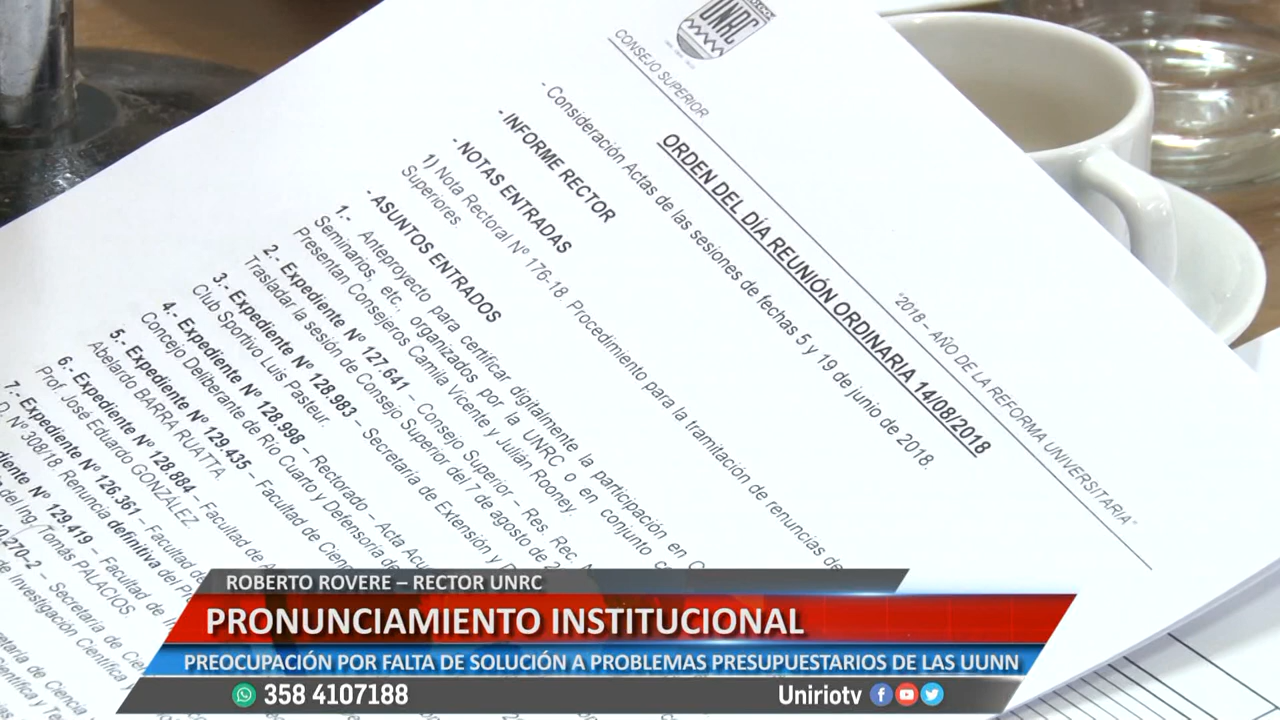 UNRC
CONSEJO SUPERIOR
"2018 – AÑO DE LA REFORMA UNIVERSITARIA"
ORDEN DEL DÍA REUNIÓN ORDINARIA 14/08/2018
- Consideración Actas de las sesiones de fechas 5 y 19 de junio de 2018.
- INFORME RECTOR
- NOTAS ENTRADAS
1) Nota Rectoral Nº 176-18. Procedimiento para la tramitación de renuncias de
Superiores.
- ASUNTOS ENTRADOS
1.- Anteproyecto para certificar digitalmente la participación en
Seminarios, etc., organizados por la UNRC o en conjunto
Presentan Consejeros Camila Vicente y Julián Rooney.
2.- Expediente Nº 127.641 – Consejo Superior – Res. Rec.
Trasladar la sesión de Consejo Superior del 7 de agosto de
3.- Expediente Nº 128.983 – Secretaría de Extensión y
Club Sportivo Luis Pasteur.
4.- Expediente Nº 128.998 – Rectorado – Acta
Concejo Deliberante de Río Cuarto y Defensoría de
5.- Expediente Nº 129.435 – Facultad de
Abelardo BARRA RUATTA.
6.- Expediente Nº 128.884 – Facultad de
Prof. José Eduardo GONZÁLEZ.
7.- Expediente Nº 126.361 – Facultad de
D. Nº 308/18. Renuncia definitiva del
Nº 129.419 – Facultad de
del Ing Tomás PALACIOS.
270-2 – Secretaría de
de Investigación Científica
ROBERTO ROVERE – RECTOR UNRC
PRONUNCIAMIENTO INSTITUCIONAL
PREOCUPACIÓN POR FALTA DE SOLUCIÓN A PROBLEMAS PRESUPUESTARIOS DE LAS UUNN
358 4107188
Uniriotv